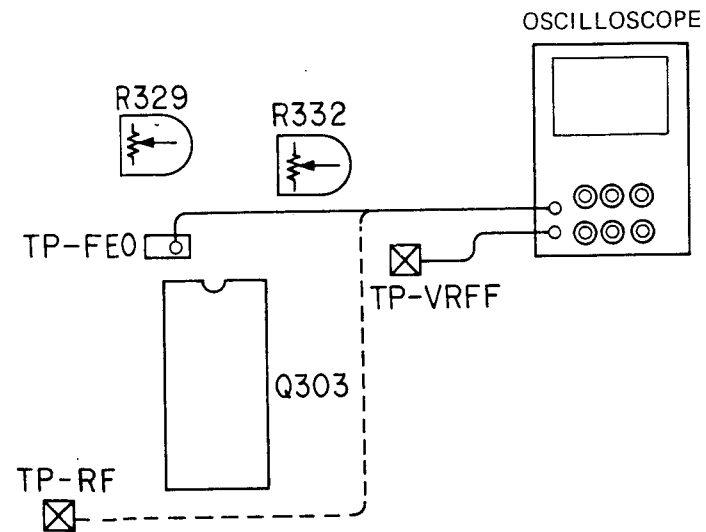 OSCILLOSCOPE
R329
R332
TP-FEO
TP-VRFF
Q303
TP-RF